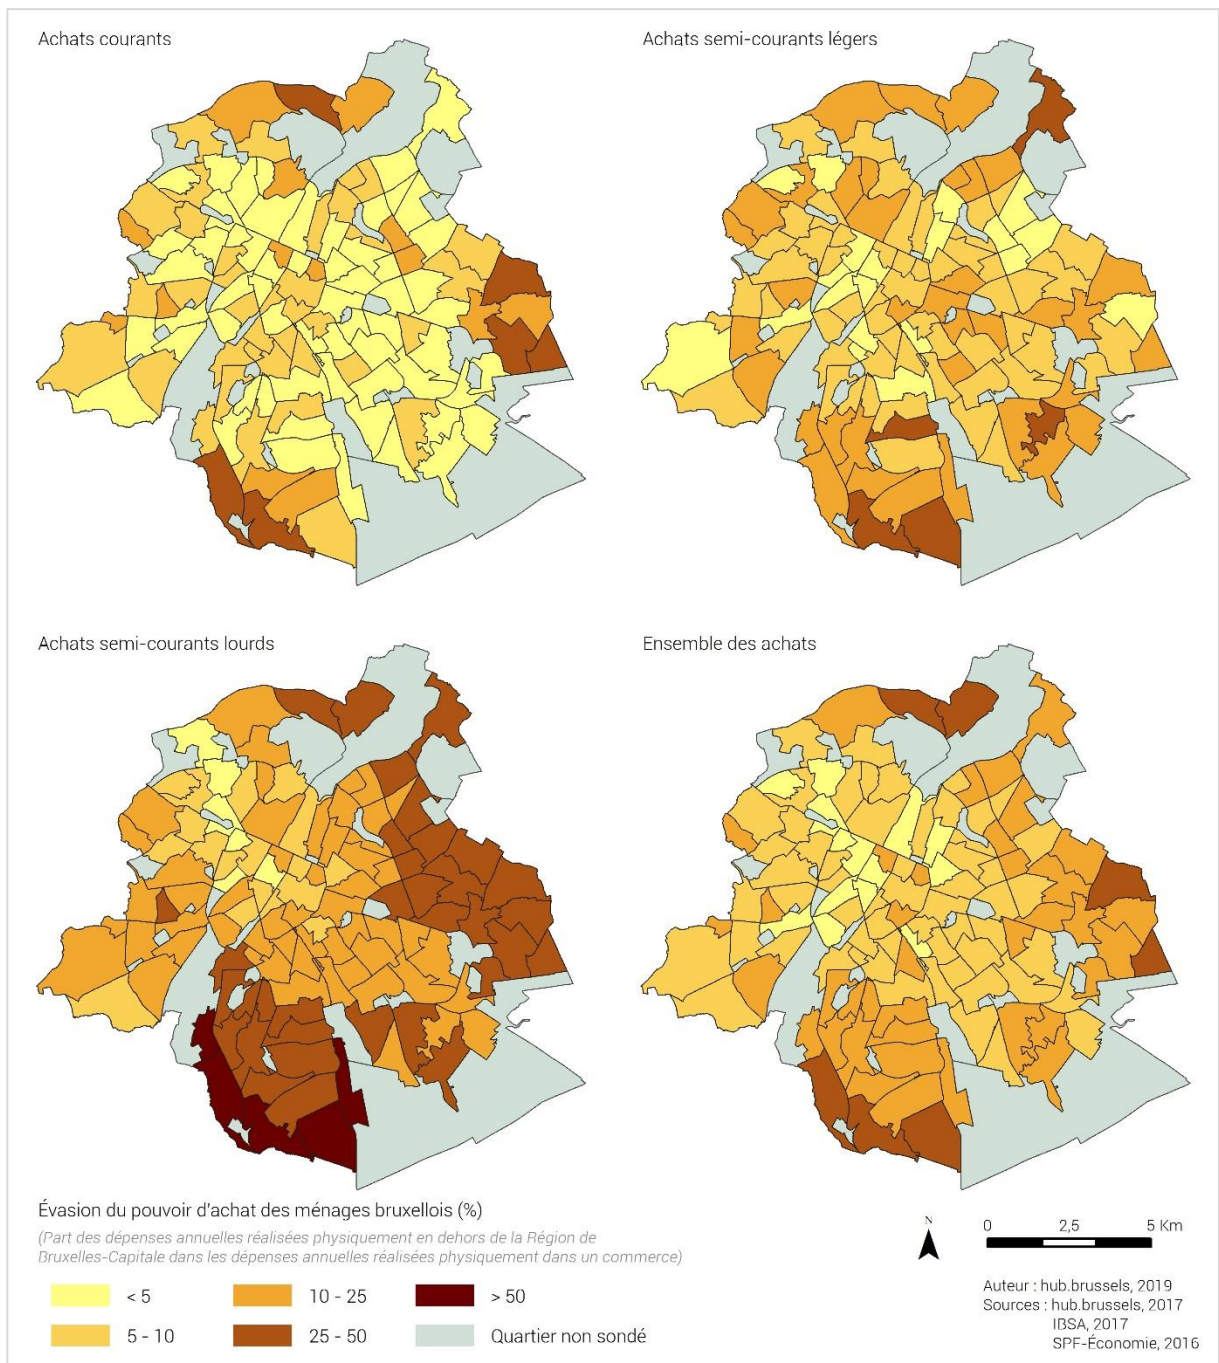 Achats courants
Achats semi-courants légers
Achats semi-courants lourds
Ensemble des achats
Évasion du pouvoir d'achat des ménages bruxellois (%)
(Part des dépenses annuelles réalisées physiquement en dehors de la Région de
Bruxelles-Capitale dans les dépenses annuelles réalisées physiquement dans un commerce)
< 5
10 - 25
> 50
5 - 10
25 - 50
Quartier non sondé
N
0 2,5 5 Km
Auteur : hub.brussels, 2019
Sources : hub.brussels, 2017
IBSA, 2017
SPF-Économie, 2016